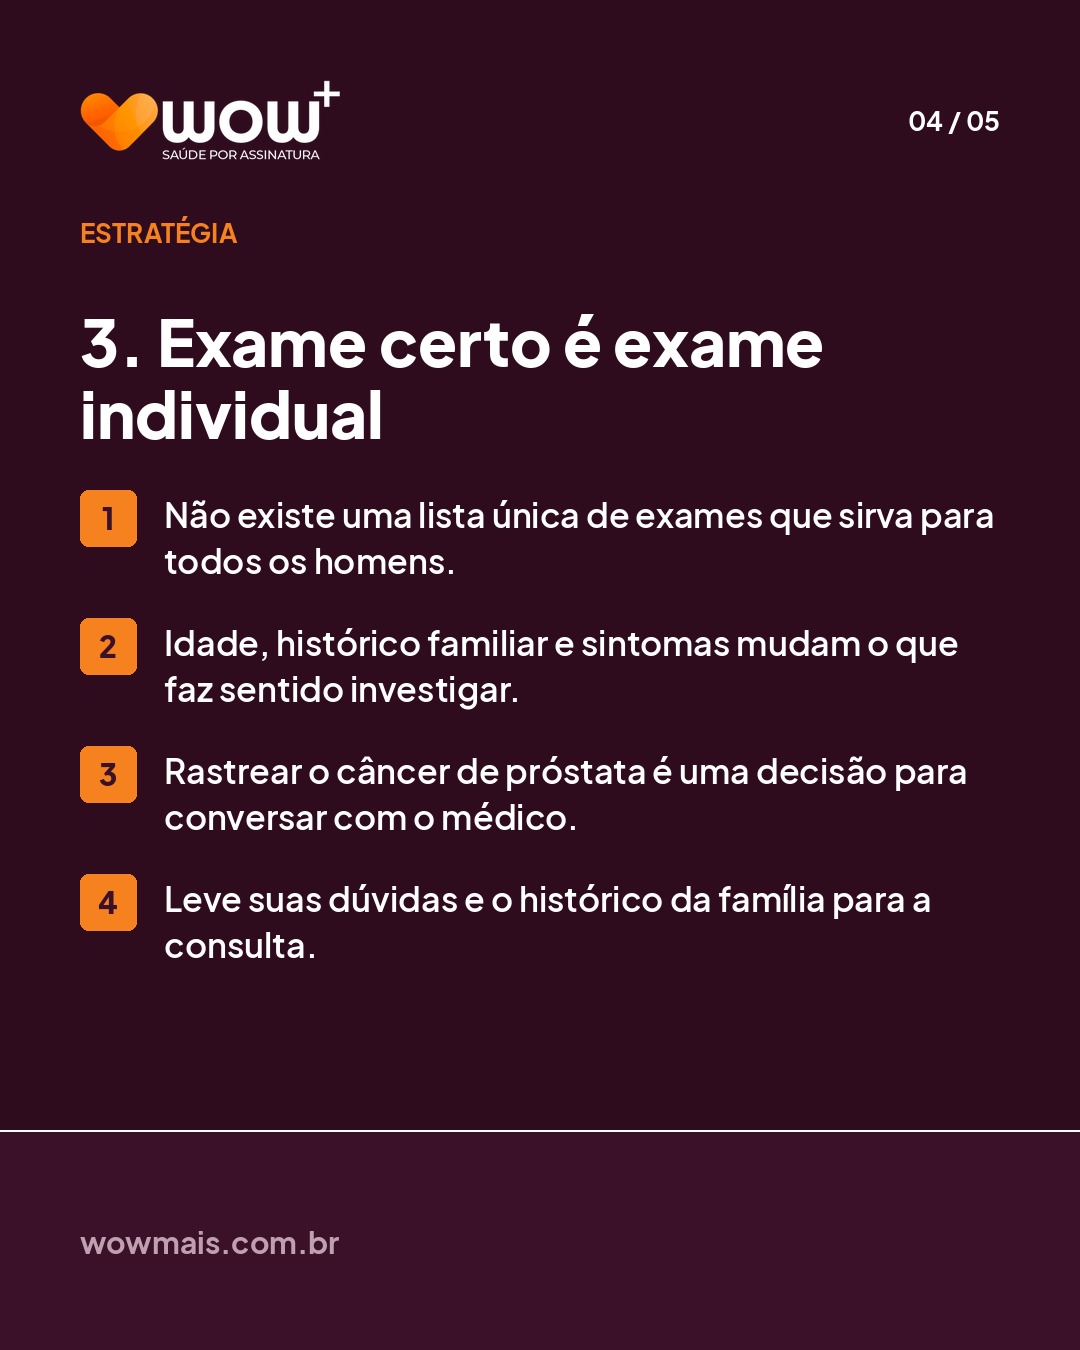 wow+
SAÚDE POR ASSINATURA
04 / 05
ESTRATÉGIA
3. Exame certo é exame
individual
1 Não existe uma lista única de exames que sirva para
todos os homens.
2 Idade, histórico familiar e sintomas mudam o que
faz sentido investigar.
3 Rastrear o câncer de próstata é uma decisão para
conversar com o médico.
4 Leve suas dúvidas e o histórico da família para a
consulta.
wowmais.com.br